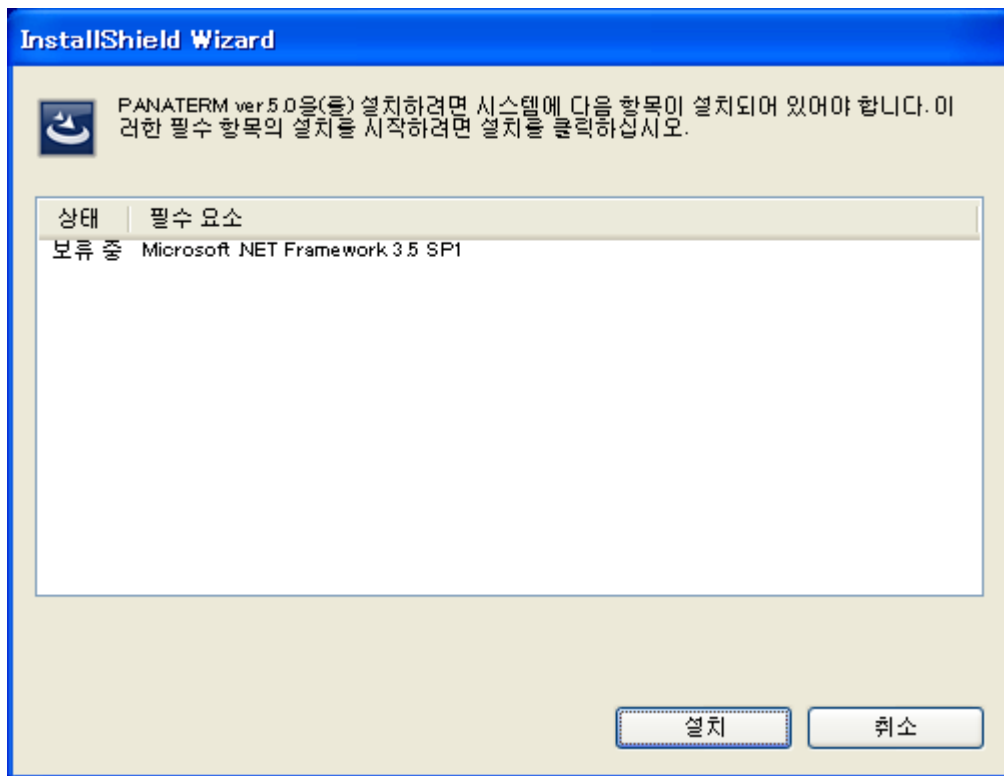 InstallShield Wizard
PANATERM ver.5.0을(를) 설치하려면 시스템에 다음 항목이 설치되어 있어야 합니다. 이
러한 필수 항목의 설치를 시작하려면 설치를 클릭하십시오.
상태 필수 요소
보류 중 Microsoft .NET Framework 3.5 SP1
설치 취소